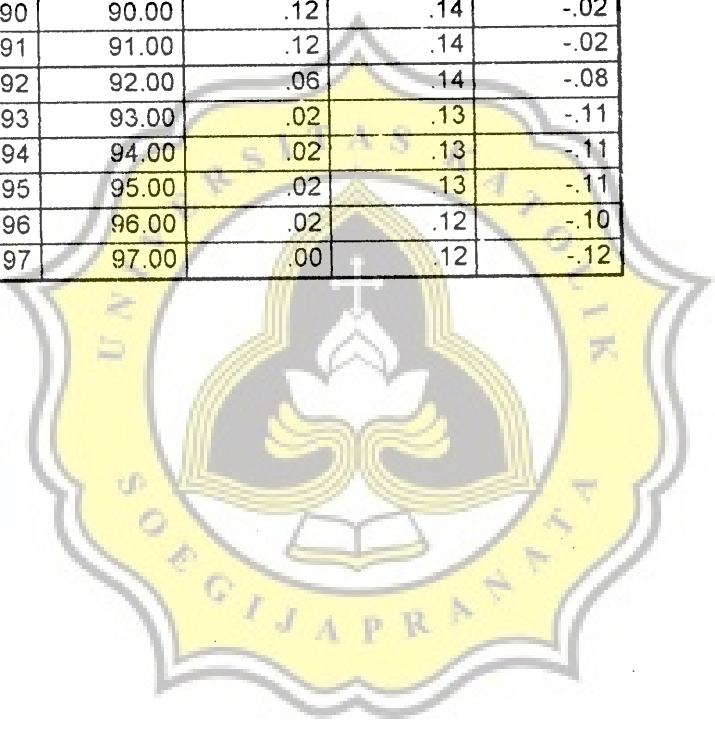 90 90.00 .12 .14 -.02
91 91.00 .12 .14 -.02
92 92.00 .06 .14 -.08
93 93.00 .02 .13 -.11
94 94.00 .02 .13 -.11
95 95.00 .02 .13 -.11
96 96.00 .02 .12 -.10
97 97.00 .00 .12 -.12
UNIVERSITAS KATOLIK
SOEGIJAPRANATA